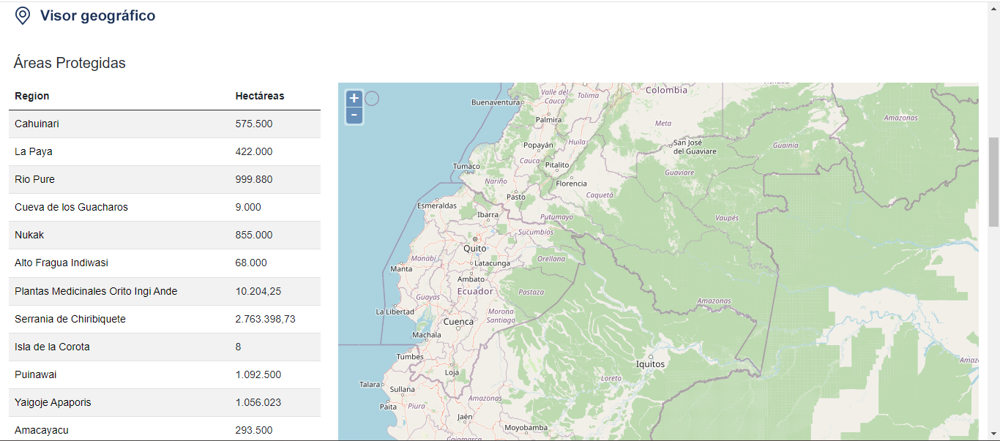 Visor geográfico
Áreas Protegidas
Region Hectáreas
Cahuinari 575.500
La Paya 422.000
Rio Pure 999.880
Cueva de los Guacharos 9.000
Nukak 855.000
Alto Fragua Indiwasi 68.000
Plantas Medicinales Orito Ingi Ande 10.204,25
Serrania de Chiribiquete 2.763.398,73
Isla de la Corota 8
Puinawai 1.092.500
Yaigoje Apaporis 1.056.023
Amacayacu 293.500
+
-
Colombia
Valle del
Cauca
Tolima
Buenaventura
Palmira
Meta
Amazonas
Huila
Popayán
San José
del Guaviare
Guainía
Cauca
Tumaco
Pitalito
Guaviare
Nariño
Florencia
Pasto
Caquetá
Esmeraldas
Ibarra
Putumayo
Vaupés
Sucumbíos
Quito
Manabí
Latacunga
Orellana
Manta
Ambato
Ecuador
Pastaza
Guayas
Amazonas
La Libertad
Morona
Santiago
Cuenca
Machala
Tumbes
Iquitos
Amazo
Loja
Loreto
Talara
Sullana
Amazonas
Paita
Piura
Jaén
Moyobamba
Cajamarca